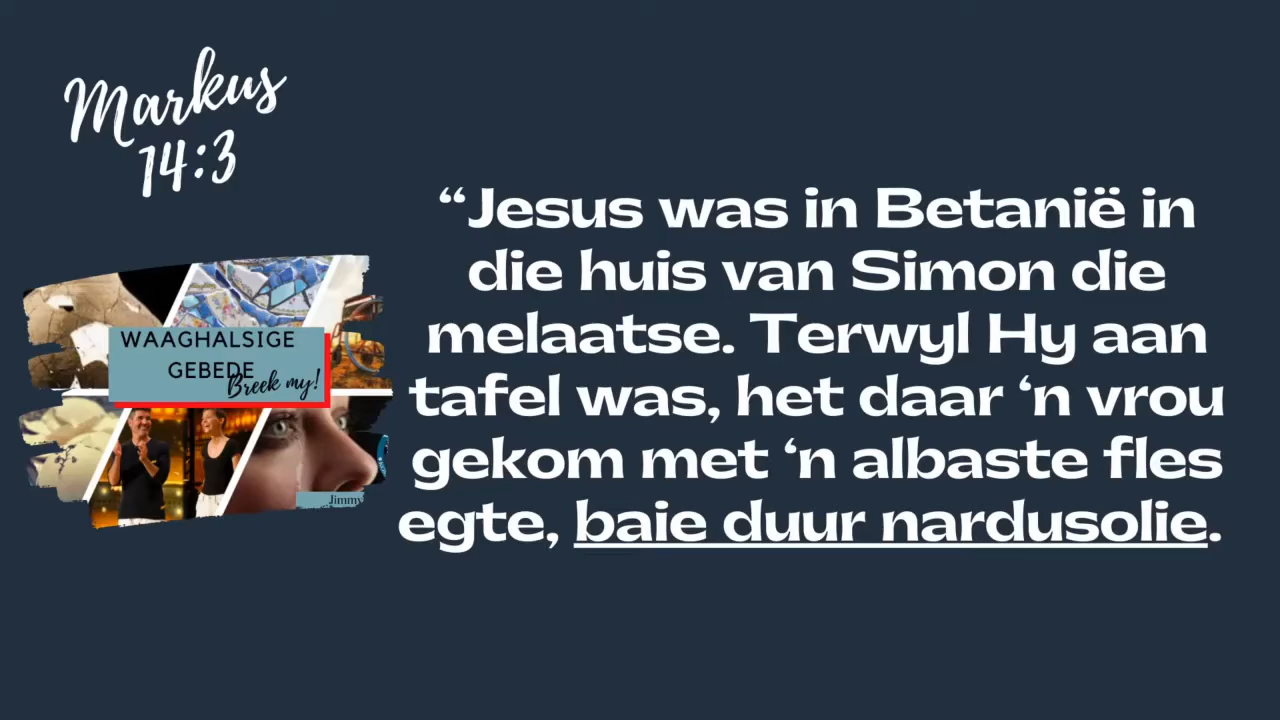 Markus
14:3
“Jesus was in Betanië in
die huis van Simon die
melaatse. Terwyl Hy aan
tafel was, het daar ‘n vrou
gekom met ‘n albaste fles
egte, baie duur nardusolie.
WAAGHALSIGE
GEBEDE
Breek my!
Jimmy